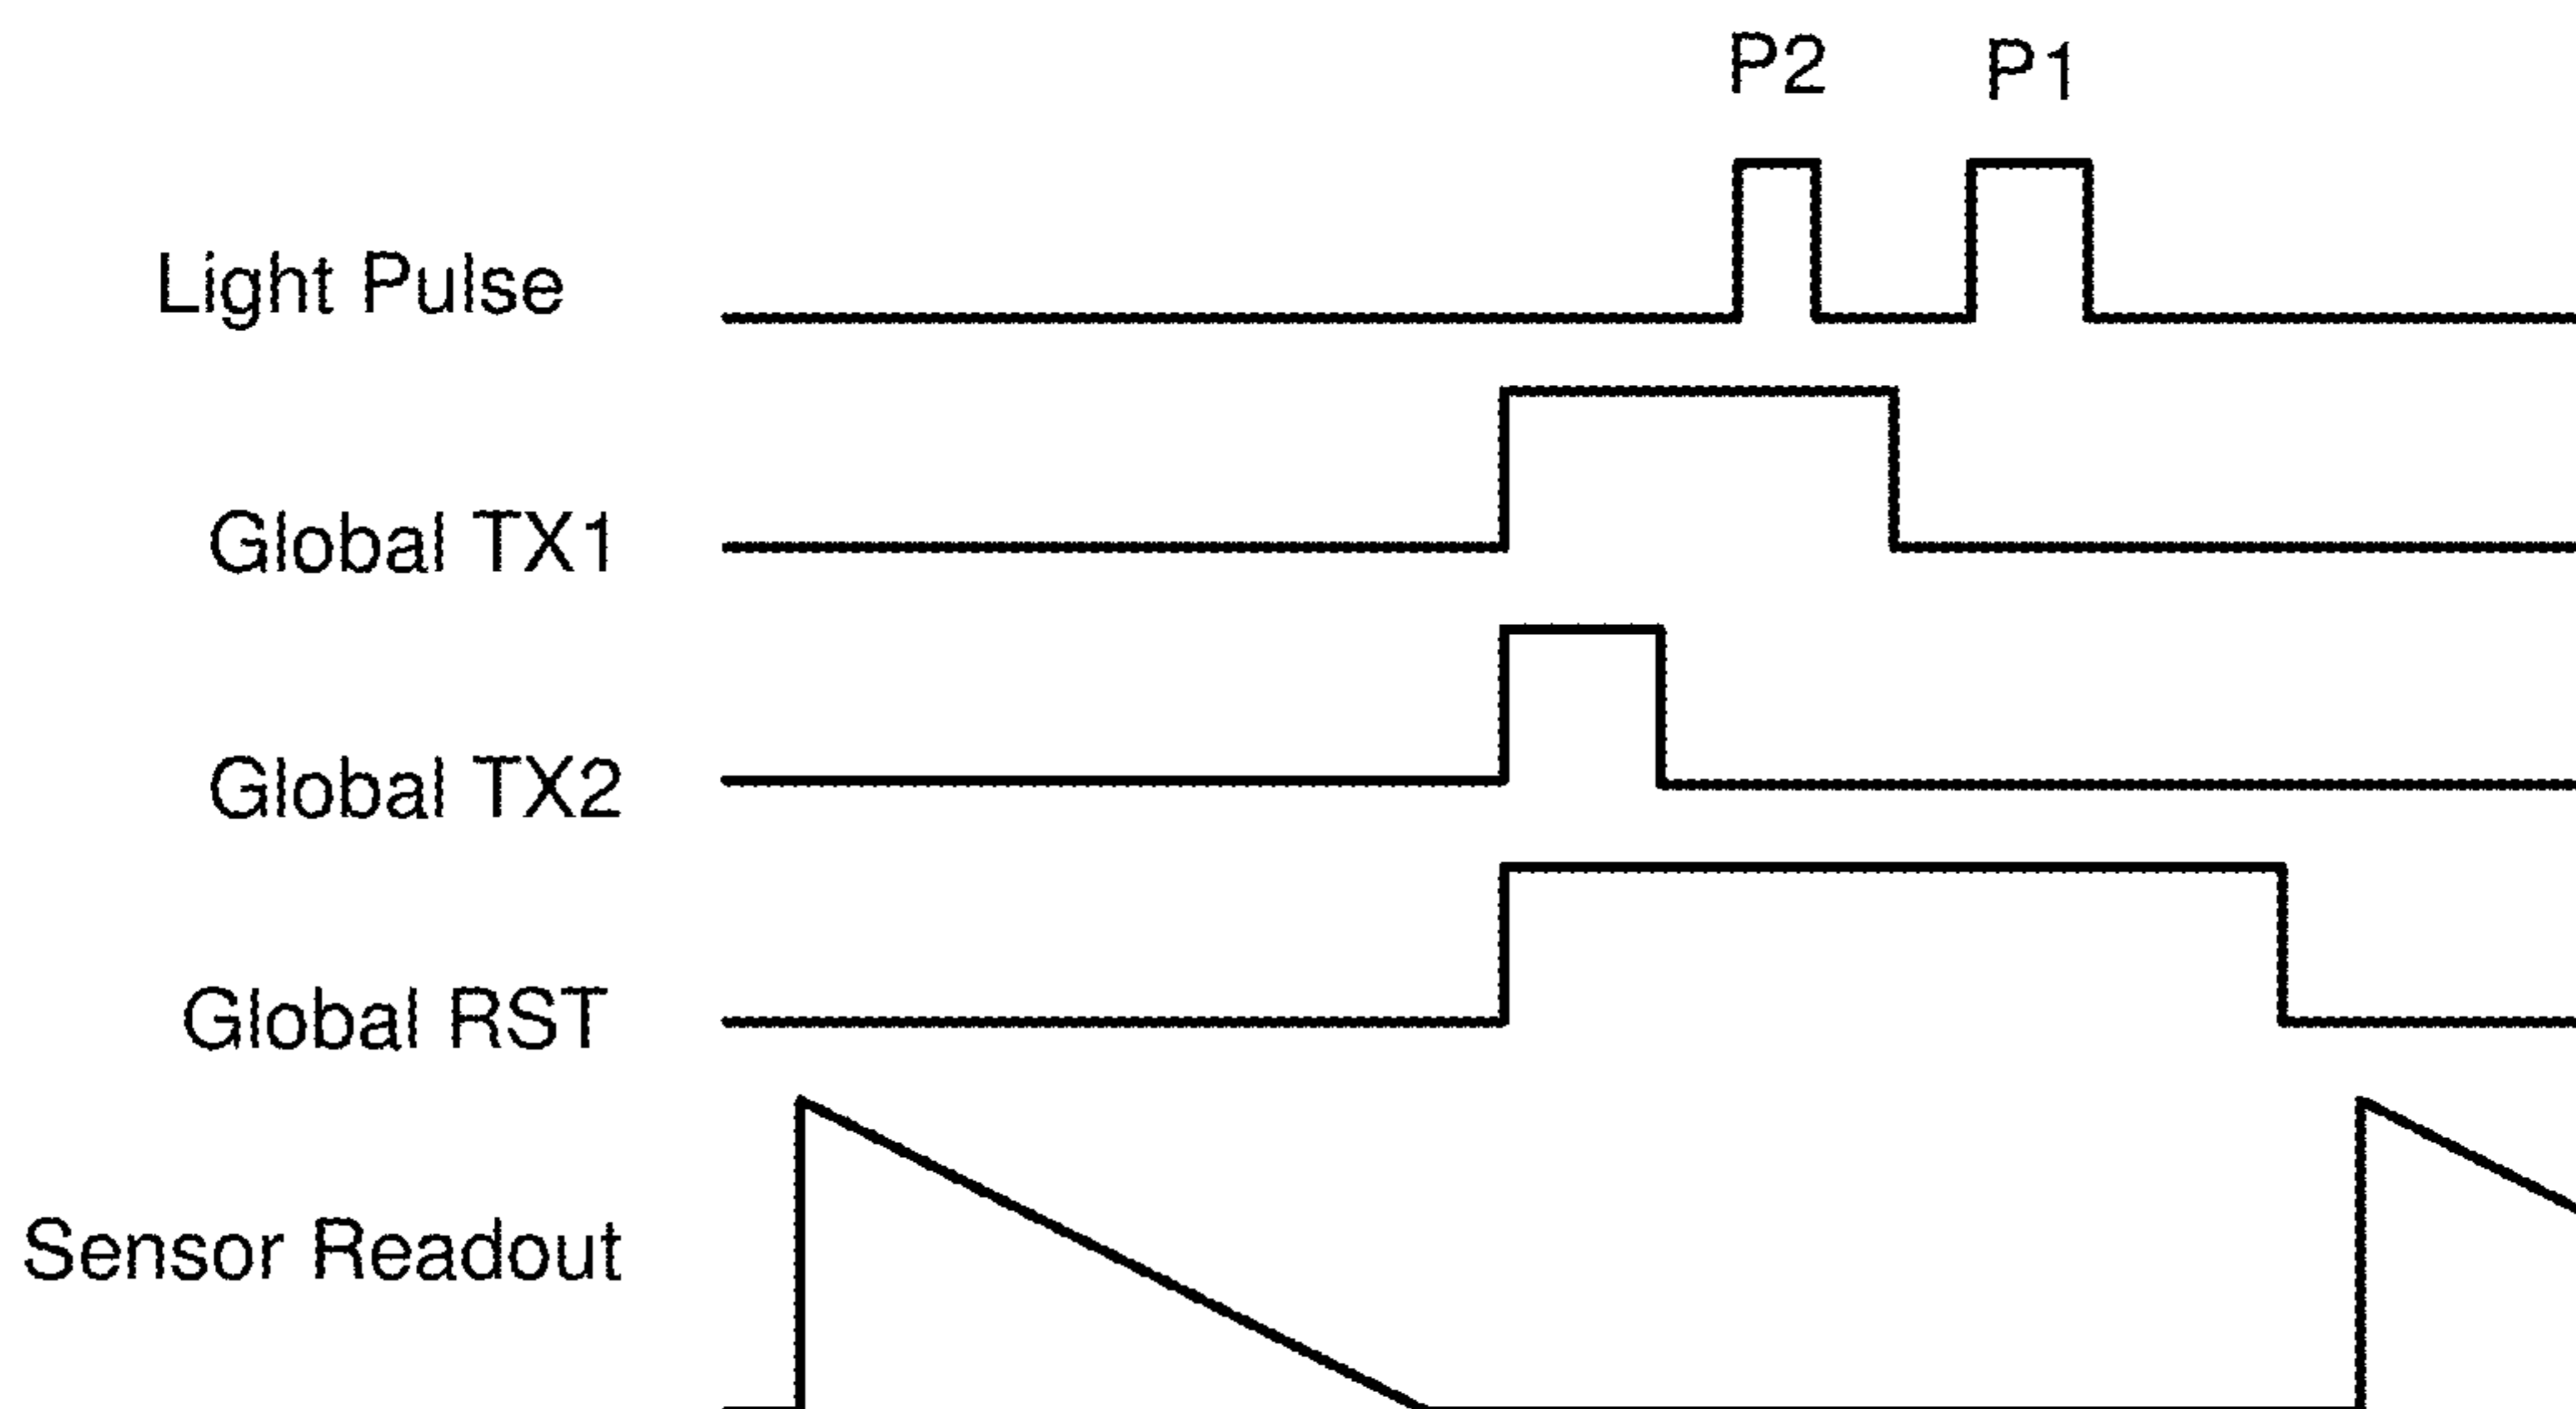 P2 P1
Light Pulse
Global TX1
Global TX2
Global RST
Sensor Readout